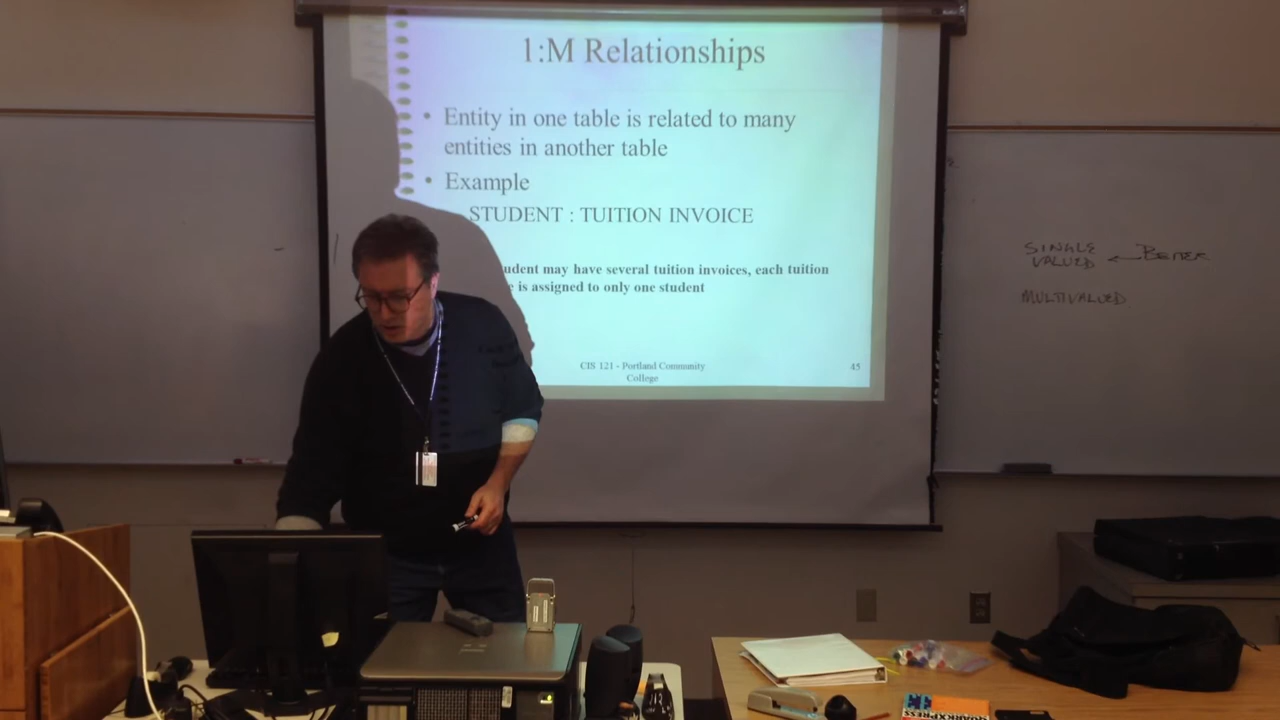 1:M Relationships
• Entity in one table is related to many
entities in another table
• Example
STUDENT : TUITION INVOICE
udent may have several tuition invoices, each tuition
e is assigned to only one student
CIS 121 - Portland Community
College
45
SINGLE
VALUED ← BETTER
MULTIVALUED
QUARKXPRESS